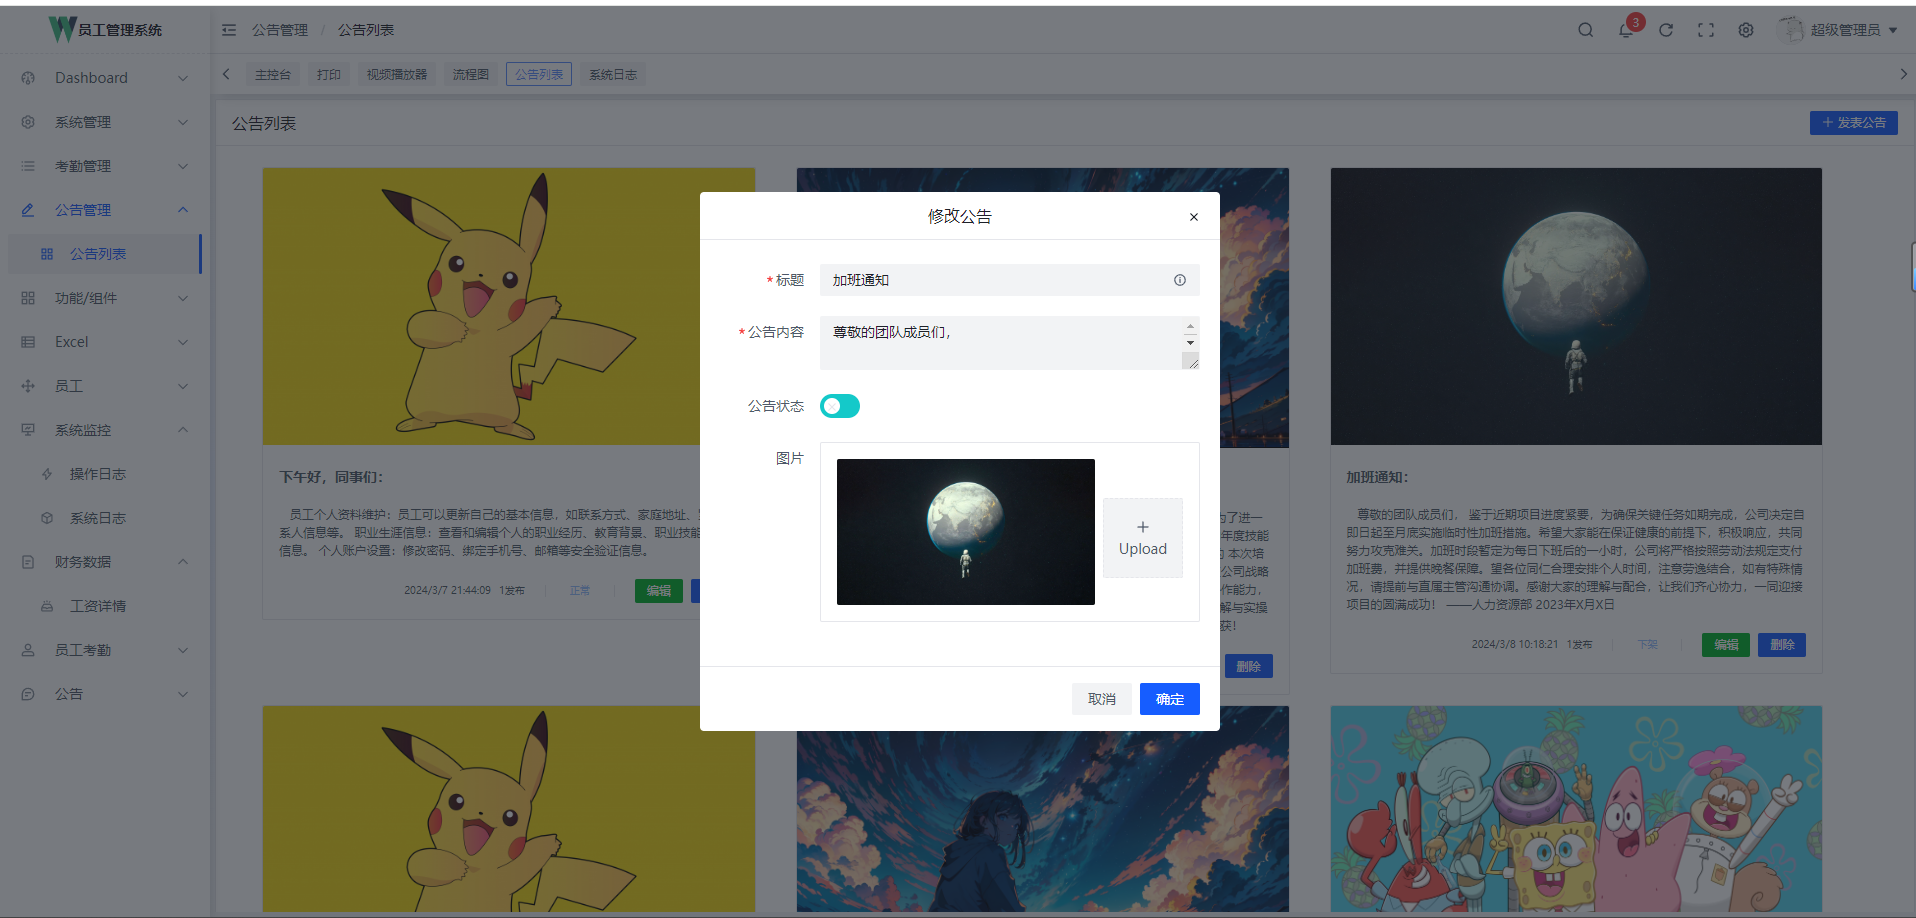 员工管理系统
公告管理 / 公告列表
3
超级管理员
主控台
打印
视频播放器
流程图
公告列表
系统日志
Dashboard
系统管理
考勤管理
公告管理
公告列表
功能/组件
Excel
员工
系统监控
操作日志
系统日志
财务数据
工资详情
员工考勤
公告
公告列表
+ 发表公告
下午好，同事们：
员工个人资料维护：员工可以更新自己的基本信息，如联系方式、家庭地址、
系人信息等。 职业生涯信息：查看和编辑个人的职业经历、教育背景、职业技能
信息。 个人账户设置：修改密码、绑定手机号、邮箱等安全验证信息。
2024/3/7 21:44:09 1发布
正常
编辑
为了进一
年度技能
本次培
公司战略
作能力，
解与实操
获！
删除
加班通知：
尊敬的团队成员们， 鉴于近期项目进度紧要，为确保关键任务如期完成，公司决定自
即日起至月底实施临时性加班措施。希望大家能在保证健康的前提下，积极响应，共同
努力攻克难关。加班时段暂定为每日下班后的一小时，公司将严格按照劳动法规定支付
加班费，并提供晚餐保障。望各位同仁合理安排个人时间，注意劳逸结合，如有特殊情
况，请提前与直属主管沟通协调。感谢大家的理解与配合，让我们齐心协力，一同迎接
项目的圆满成功！ ——人力资源部 2023年X月X日
2024/3/8 10:18:21 1发布
下架
编辑
删除
修改公告
*标题
加班通知
*公告内容
尊敬的团队成员们，
公告状态
图片
Upload
取消
确定